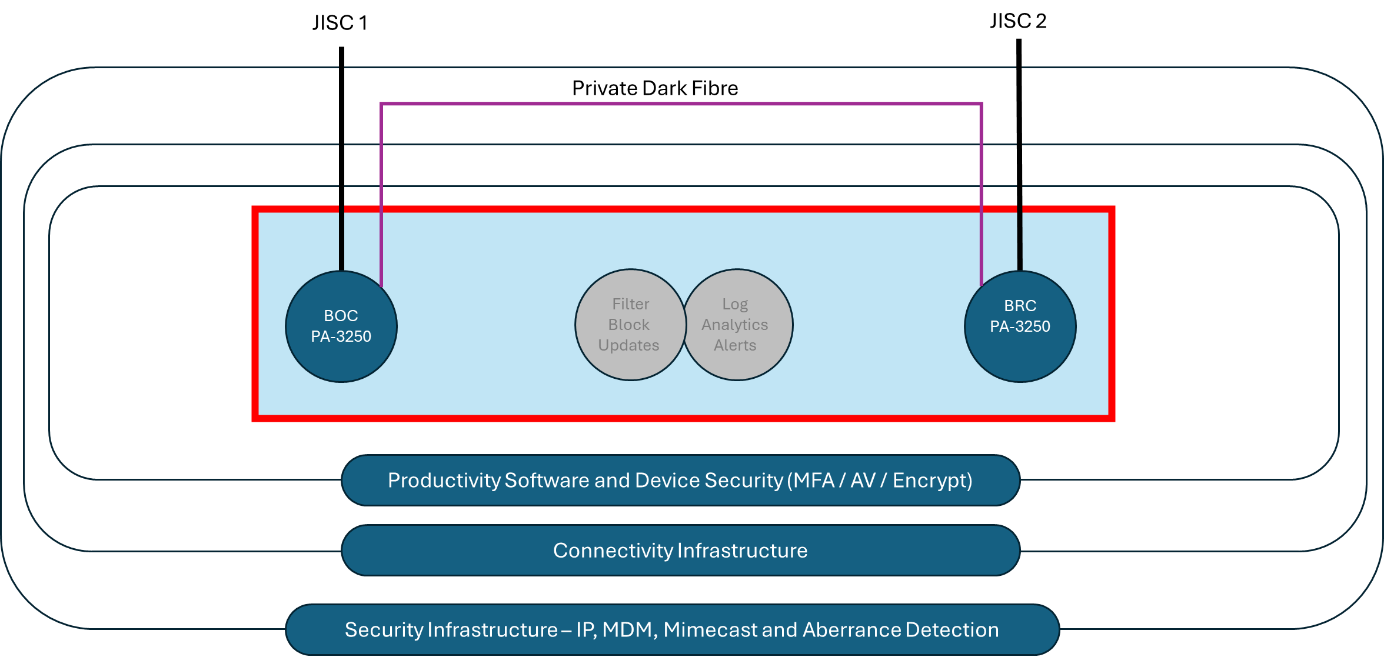 JISC 1
JISC 2
Private Dark Fibre
BOC
PA-3250
Filter
Block
Updates
Log
Analytics
Alerts
BRC
PA-3250
Productivity Software and Device Security (MFA / AV / Encrypt)
Connectivity Infrastructure
Security Infrastructure – IP, MDM, Mimecast and Aberrance Detection